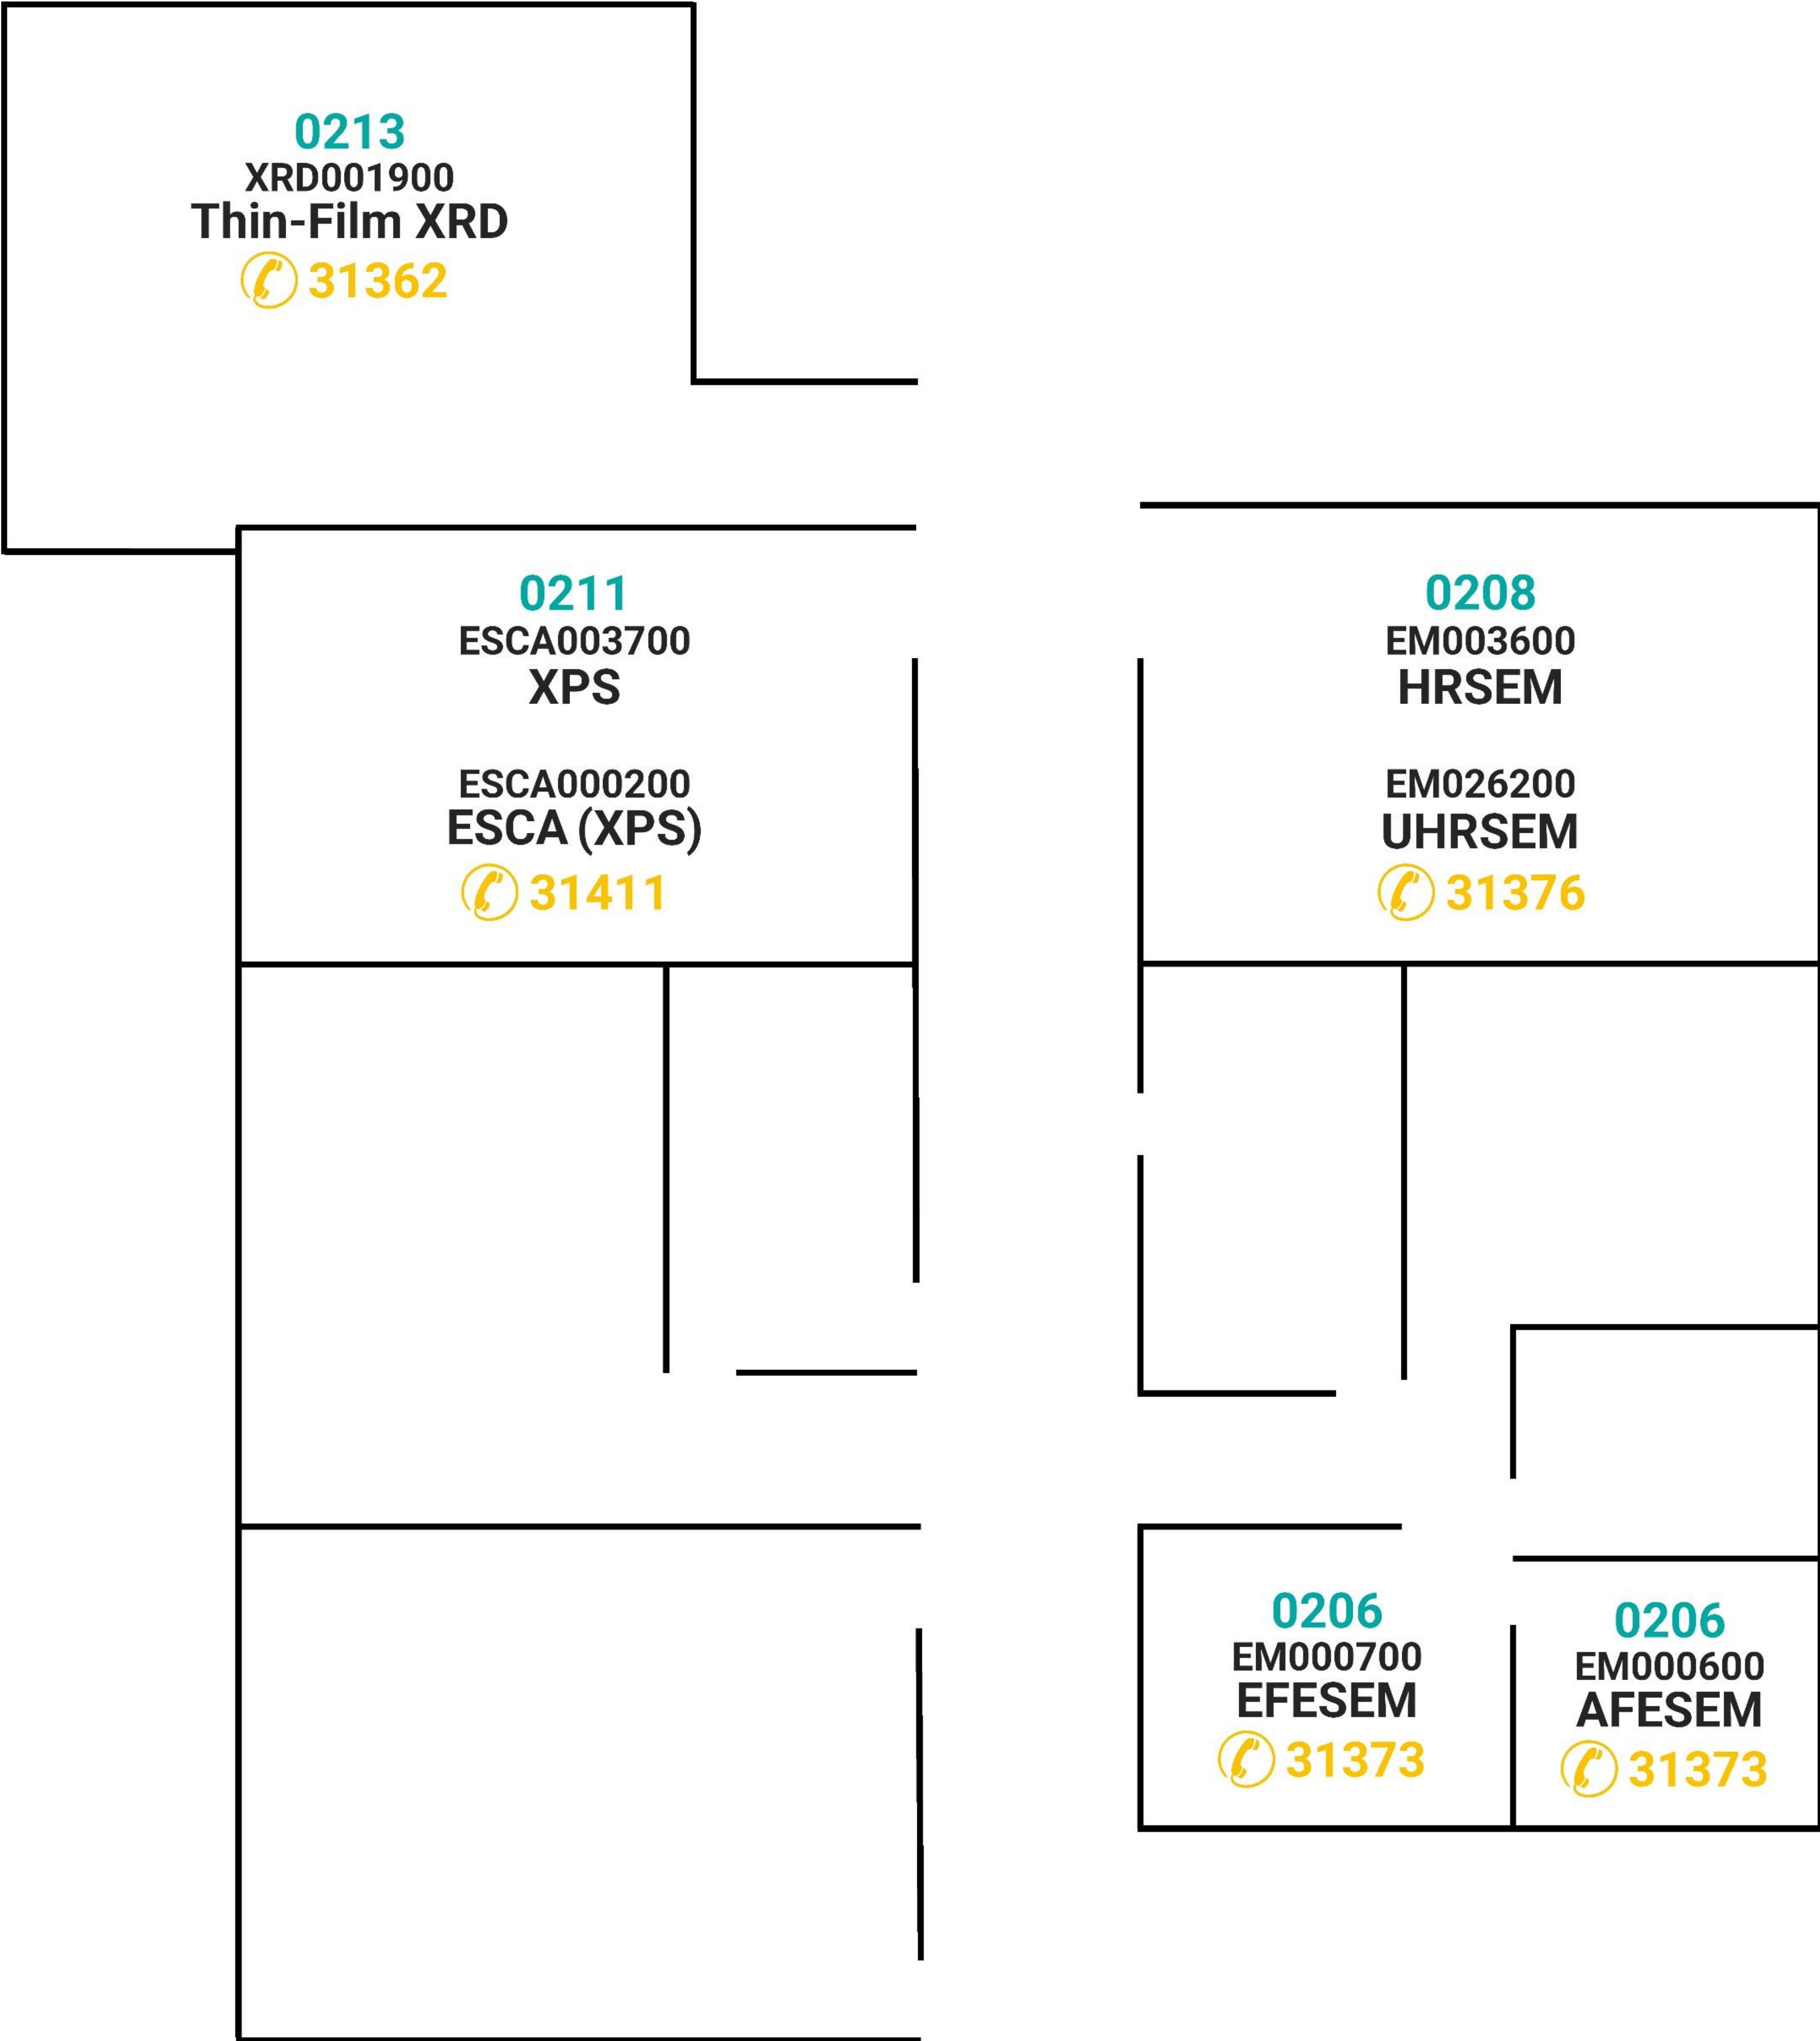 0213
XRD001900
Thin-Film XRD
31362
0211
ESCA003700
XPS
ESCA000200
ESCA (XPS)
31411
0208
EM003600
HRSEM
EM026200
UHRSEM
31376
0206
EM000700
EFESEM
31373
0206
EM000600
AFESEM
31373